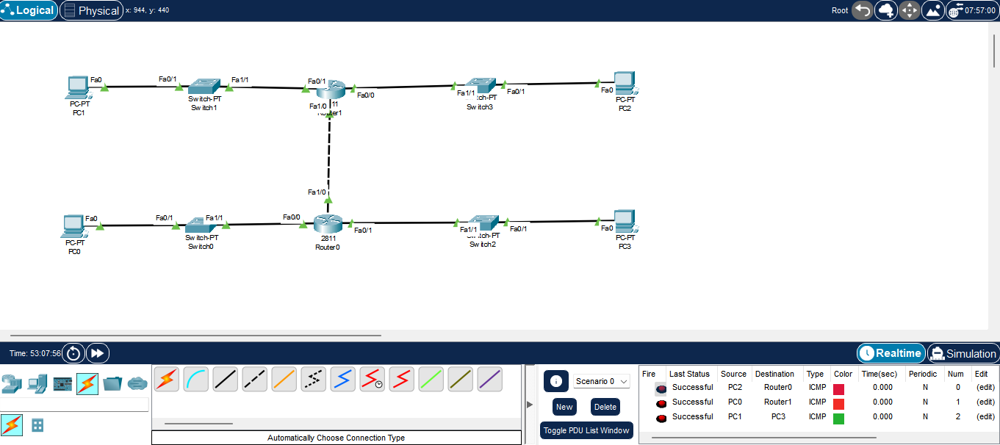 Logical Physical x: 944, y: 440 Root 07:57:00
Fa0 Fa0/1 Fa1/1 Fa0/1 Fa0/0 Fa1/1 Fa0/1 Fa0
PC-PT Switch-PT Fa1/0 11 tch-PT PC-PT
PC1 Switch1 Router1 Switch3 PC2
Fa1/0
Fa0 Fa0/1 Fa1/1 Fa0/0 Fa0/1 Fa1/1 Fa0/1 Fa0
PC-PT Switch-PT 2811 tch-PT PC-PT
PC0 Switch0 Router0 Switch2 PC3
Time: 53:07:56 Realtime Simulation
Scenario 0
New Delete
Toggle PDU List Window
Fire Last Status Source Destination Type Color Time(sec) Periodic Num Edit
Successful PC2 Router0 ICMP 0.000 N 0 (edit)
Successful PC0 Router1 ICMP 0.000 N 1 (edit)
Successful PC1 PC3 ICMP 0.000 N 2 (edit)
Automatically Choose Connection Type